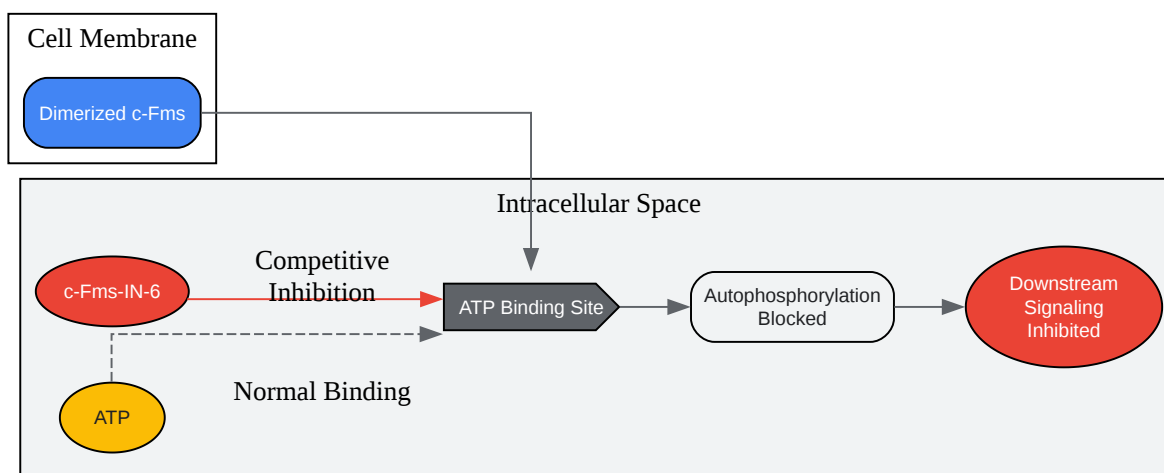 Cell Membrane
Dimerized c-Fms
Intracellular Space
Competitive
Inhibition
c-Fms-IN-6
ATP Binding Site
Autophosphorylation
Blocked
Downstream
Signaling
Inhibited
Normal Binding
ATP